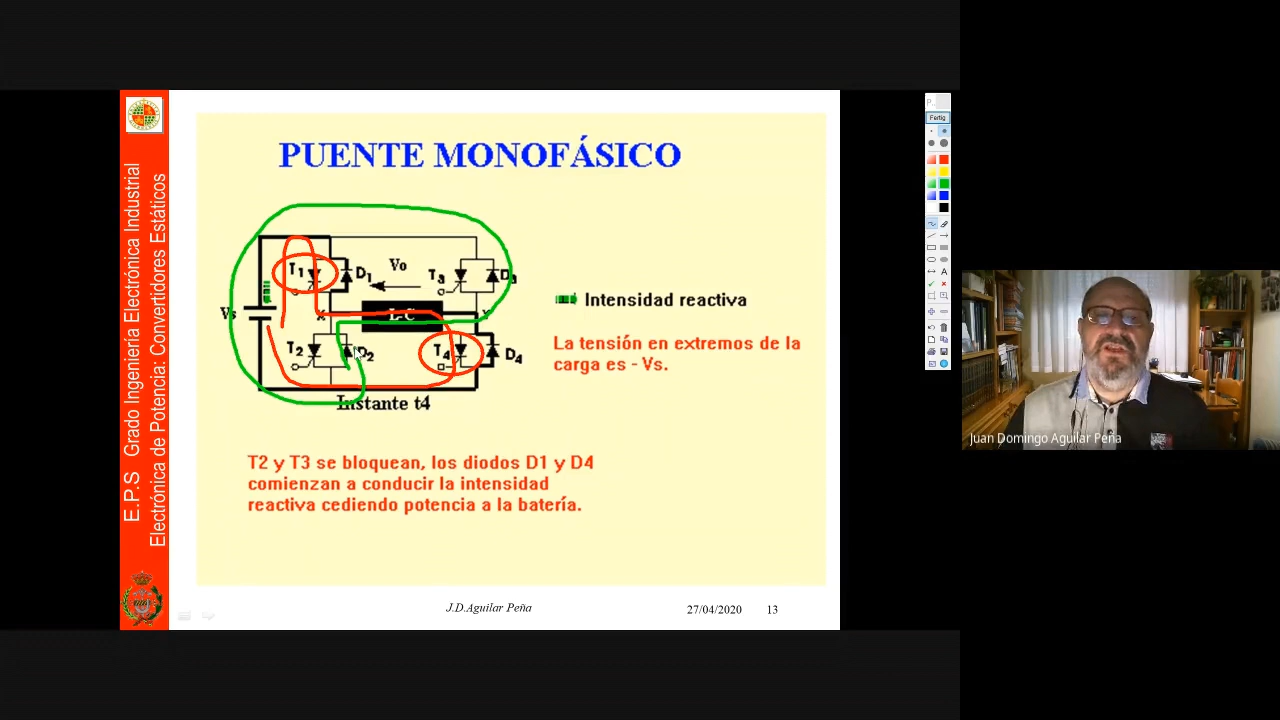 PUENTE MONOFÁSICO
E.P.S Grado Ingeniería Electrónica Industrial
Electrónica de Potencia: Convertidores Estáticos
T1
D1
Vo
T3
D3
Vs
L-C
T2
D2
T4
D4
Instante t4
Intensidad reactiva
La tensión en extremos de la
carga es - Vs.
T2 y T3 se bloquean, los diodos D1 y D4
comienzan a conducir la intensidad
reactiva cediendo potencia a la batería.
J.D.Aguilar Peña
27/04/2020 13
P..
Fertig
A
Juan Domingo Aguilar Peña